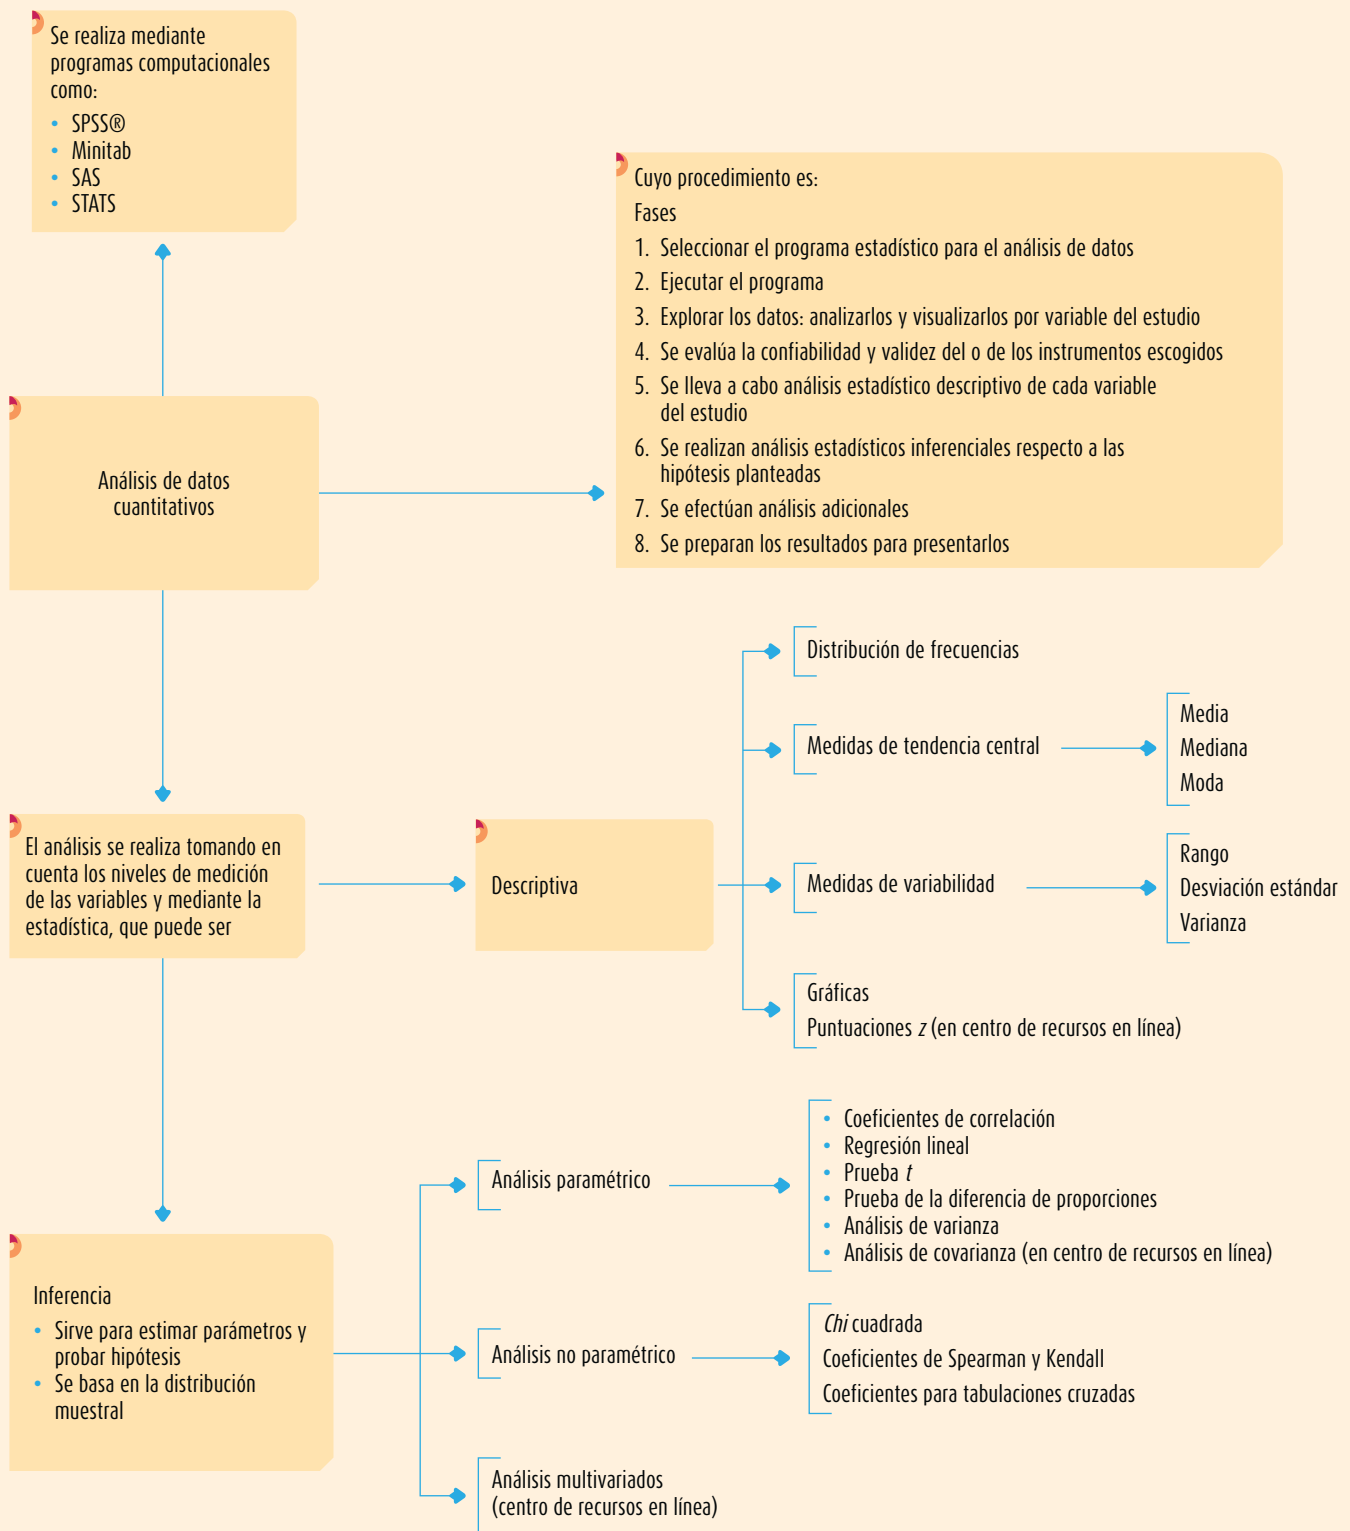 Se realiza mediante
programas computacionales
como:
• SPSS®
• Minitab
• SAS
• STATS
Cuyo procedimiento es:
Fases
1. Seleccionar el programa estadístico para el análisis de datos
2. Ejecutar el programa
3. Explorar los datos: analizarlos y visualizarlos por variable del estudio
4. Se evalúa la confiabilidad y validez del o de los instrumentos escogidos
5. Se lleva a cabo análisis estadístico descriptivo de cada variable
del estudio
6. Se realizan análisis estadísticos inferenciales respecto a las
hipótesis planteadas
7. Se efectúan análisis adicionales
8. Se preparan los resultados para presentarlos
Análisis de datos
cuantitativos
El análisis se realiza tomando en
cuenta los niveles de medición
de las variables y mediante la
estadística, que puede ser
Descriptiva
Distribución de frecuencias
Medidas de tendencia central
Media
Mediana
Moda
Medidas de variabilidad
Rango
Desviación estándar
Varianza
Gráficas
Puntuaciones z (en centro de recursos en línea)
Inferencia
• Sirve para estimar parámetros y
probar hipótesis
• Se basa en la distribución
muestral
Análisis paramétrico
• Coeficientes de correlación
• Regresión lineal
• Prueba t
• Prueba de la diferencia de proporciones
• Análisis de varianza
• Análisis de covarianza (en centro de recursos en línea)
Análisis no paramétrico
Chi cuadrada
Coeficientes de Spearman y Kendall
Coeficientes para tabulaciones cruzadas
Análisis multivariados
(centro de recursos en línea)